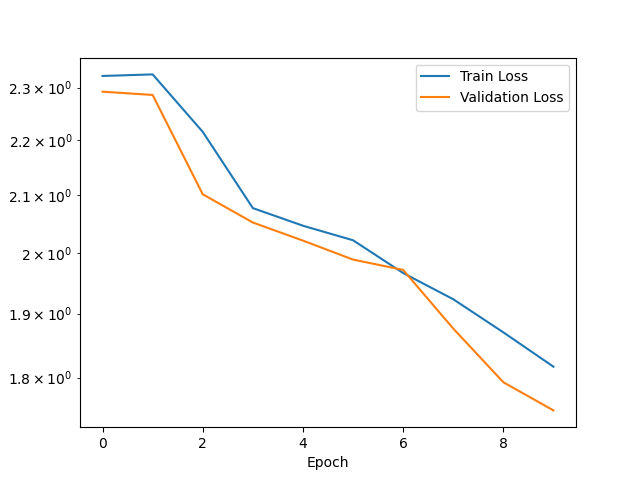 Train Loss
Validation Loss
2.3 × 10⁰
2.2 × 10⁰
2.1 × 10⁰
2 × 10⁰
1.9 × 10⁰
1.8 × 10⁰
0 2 4 6 8
Epoch